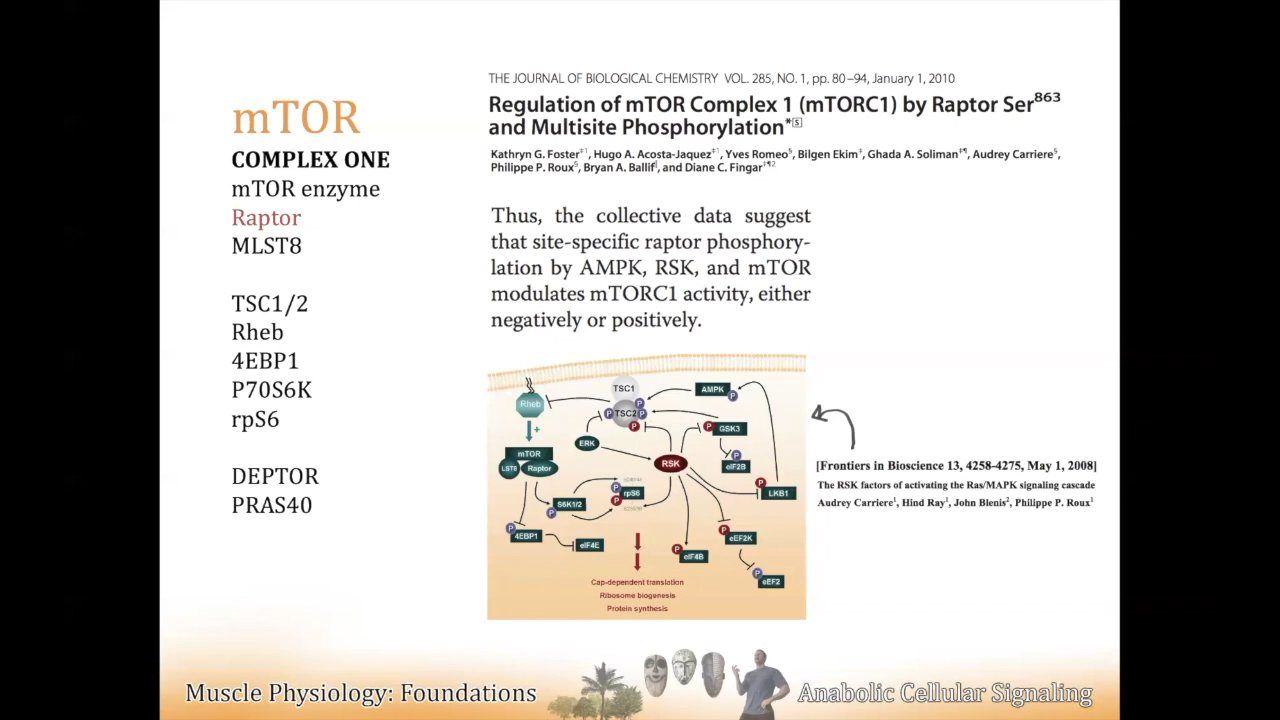 mTOR
COMPLEX ONE
mTOR enzyme
Raptor
MLST8
TSC1/2
Rheb
4EBP1
P70S6K
rpS6
DEPTOR
PRAS40
THE JOURNAL OF BIOLOGICAL CHEMISTRY VOL. 285, NO. 1, pp. 80–94, January 1, 2010
Regulation of mTOR Complex 1 (mTORC1) by Raptor Ser863
and Multisite Phosphorylation*S
Kathryn G. Foster‡1, Hugo A. Acosta-Jaquez‡1, Yves Romeo§, Bilgen Ekim‡, Ghada A. Soliman‡¶, Audrey Carriere§,
Philippe P. Roux§, Bryan A. Ballif, and Diane C. Fingar‡¶2
Thus, the collective data suggest
that site-specific raptor phosphory-
lation by AMPK, RSK, and mTOR
modulates mTORC1 activity, either
negatively or positively.
TSC1
AMPK
P
Rheb
P
P TSC2 P
P
P GSK3
+
ERK
mTOR
LST8 Raptor
RSK
P
eIF2B
P
P
rpS6
P
LKB1
S6K1/2
P
P
4EBP1
eIF4E
P
eEF2K
P
eIF4B
P
eEF2
Cap-dependent translation
Ribosome biogenesis
Protein synthesis
[Frontiers in Bioscience 13, 4258-4275, May 1, 2008]
The RSK factors of activating the Ras/MAPK signaling cascade
Audrey Carriere1, Hind Ray1, John Blenis2, Philippe P. Roux1
Muscle Physiology: Foundations
Anabolic Cellular Signaling